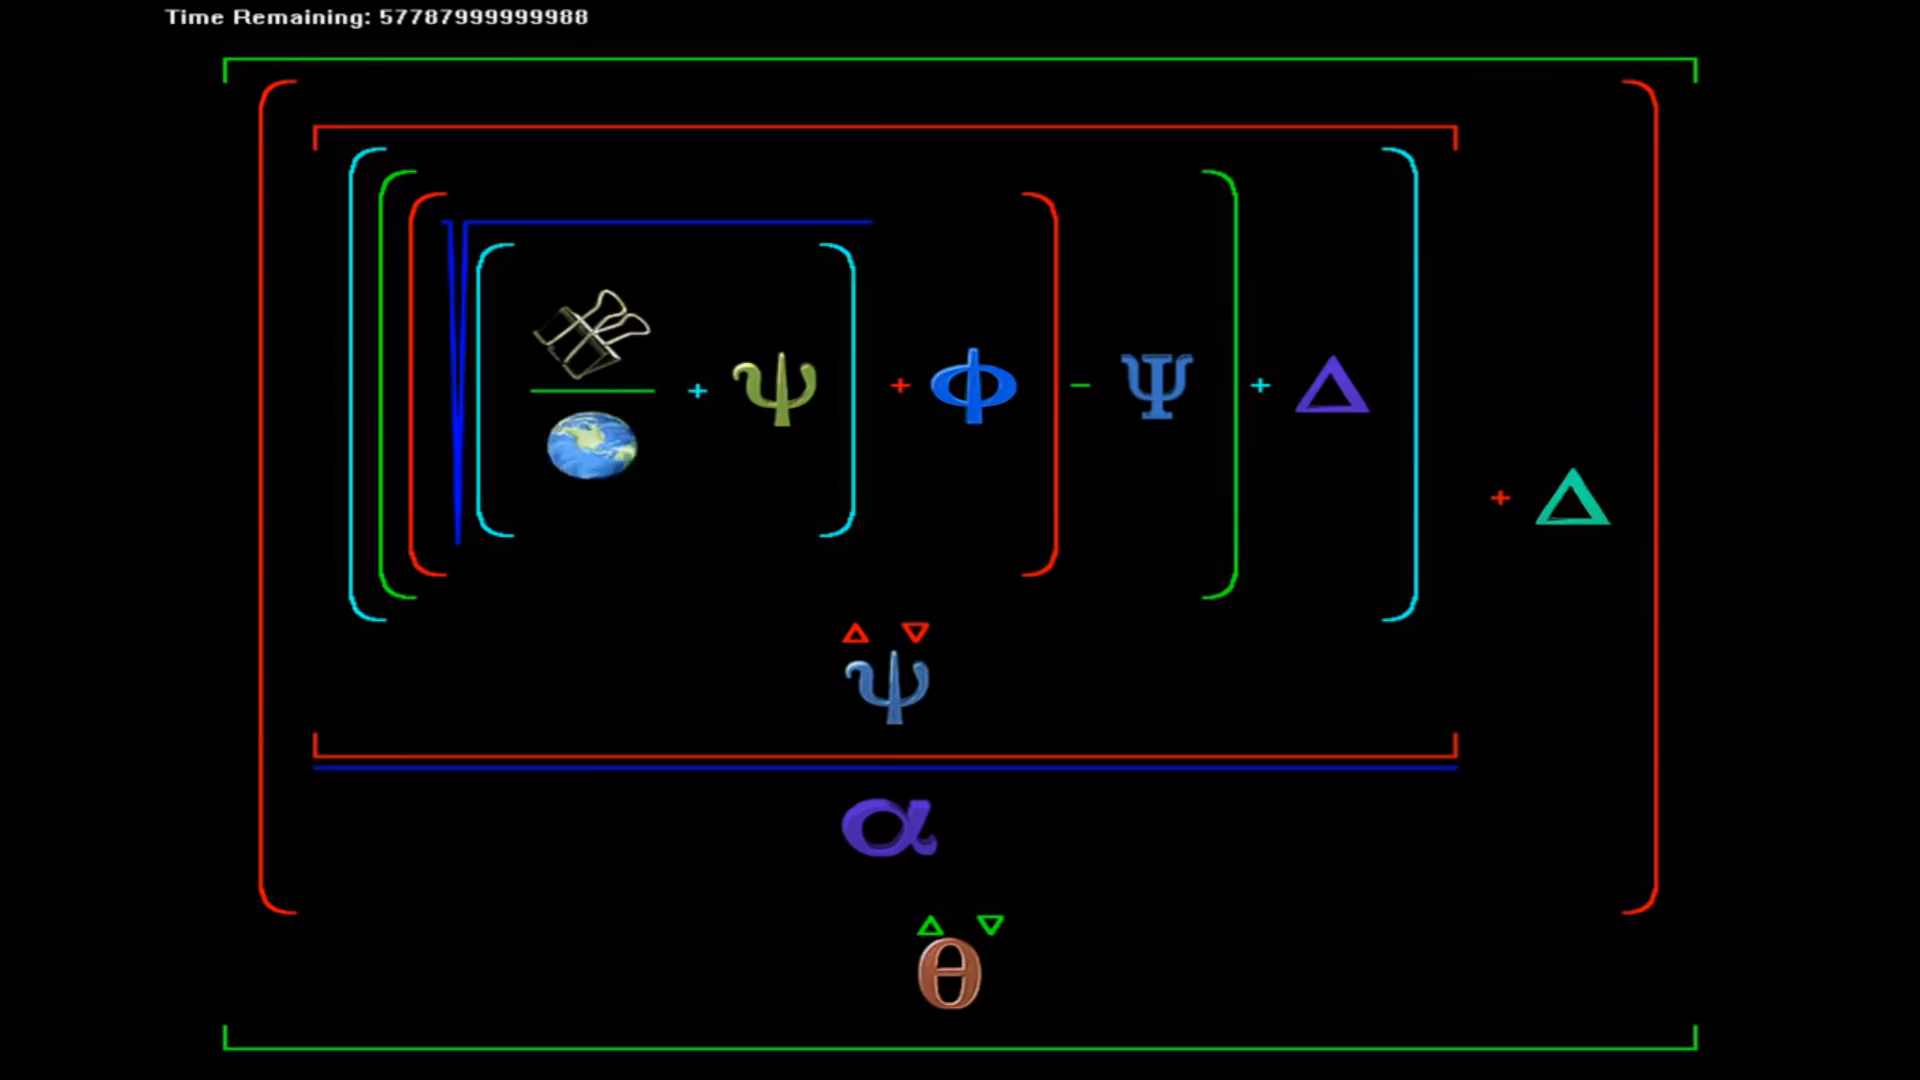 Time Remaining: 57787999999988
+ ψ + Φ − Ψ + Δ
+ Δ
ψ
α
θ